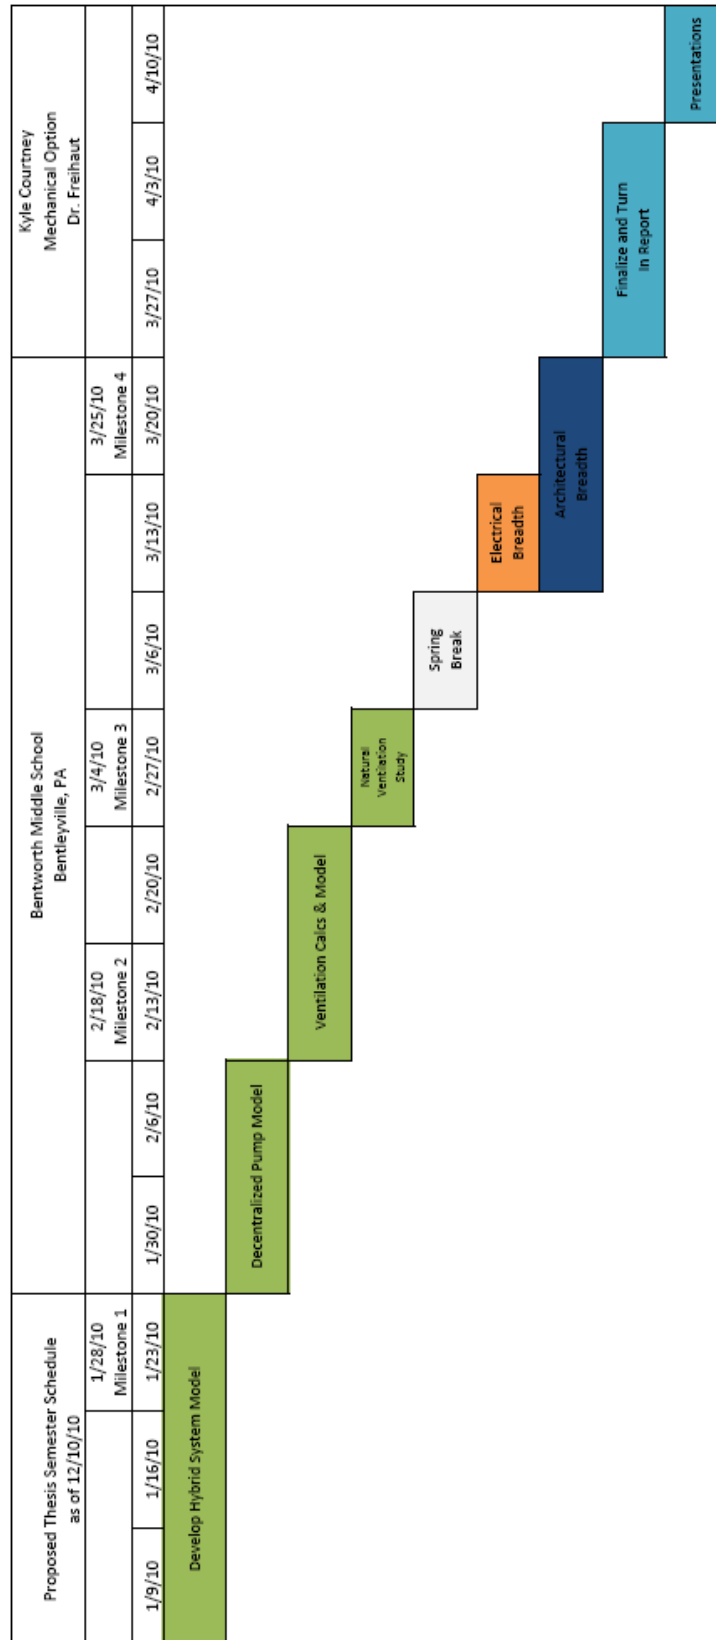 Proposed Thesis Semester Schedule
as of 12/10/10
Bentworth Middle School
Bentleyville, PA
Kyle Courtney
Mechanical Option
Dr. Freihaut
1/28/10
Milestone 1
2/18/10
Milestone 2
3/4/10
Milestone 3
3/25/10
Milestone 4
1/9/10
1/16/10
1/23/10
1/30/10
2/6/10
2/13/10
2/20/10
2/27/10
3/6/10
3/13/10
3/20/10
3/27/10
4/3/10
4/10/10
Develop Hybrid System Model
Decentralized Pump Model
Ventilation Calcs & Model
Natural
Ventilation
Study
Spring
Break
Electrical
Breadth
Architectural
Breadth
Finalize and Turn
In Report
Presentations